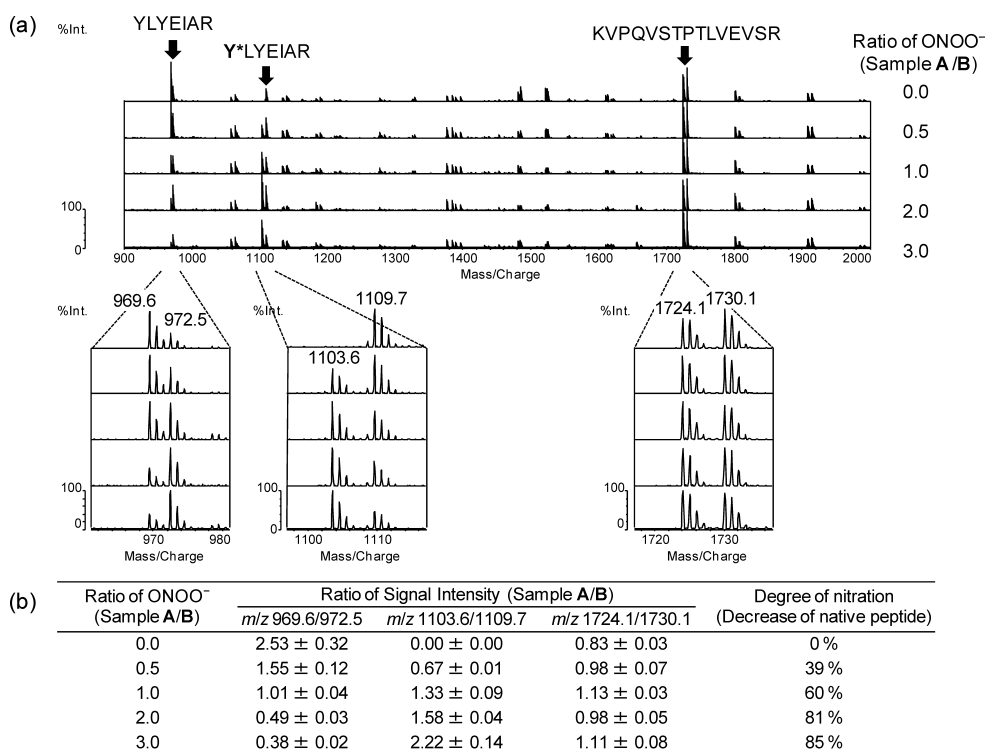 (a)
%Int.
YLYEIAR
Y*LYEIAR
KVPQVSTPTLVEVSR
Ratio of ONOO⁻
(Sample A/B)
0.0
0.5
1.0
2.0
3.0
100
0
900 1000 1100 1200 1300 1400 1500 1600 1700 1800 1900 2000
Mass/Charge
%Int.
969.6
972.5
100
0
970 980
Mass/Charge
%Int.
1109.7
1103.6
100
0
1100 1110
Mass/Charge
%Int.
1724.1
1730.1
100
0
1720 1730
Mass/Charge
(b)
Ratio of ONOO⁻
(Sample A/B)
Ratio of Signal Intensity (Sample A/B)
Degree of nitration
(Decrease of native peptide)
m/z 969.6/972.5 m/z 1103.6/1109.7 m/z 1724.1/1730.1
0.0 2.53 ± 0.32 0.00 ± 0.00 0.83 ± 0.03 0 %
0.5 1.55 ± 0.12 0.67 ± 0.01 0.98 ± 0.07 39 %
1.0 1.01 ± 0.04 1.33 ± 0.09 1.13 ± 0.03 60 %
2.0 0.49 ± 0.03 1.58 ± 0.04 0.98 ± 0.05 81 %
3.0 0.38 ± 0.02 2.22 ± 0.14 1.11 ± 0.08 85 %